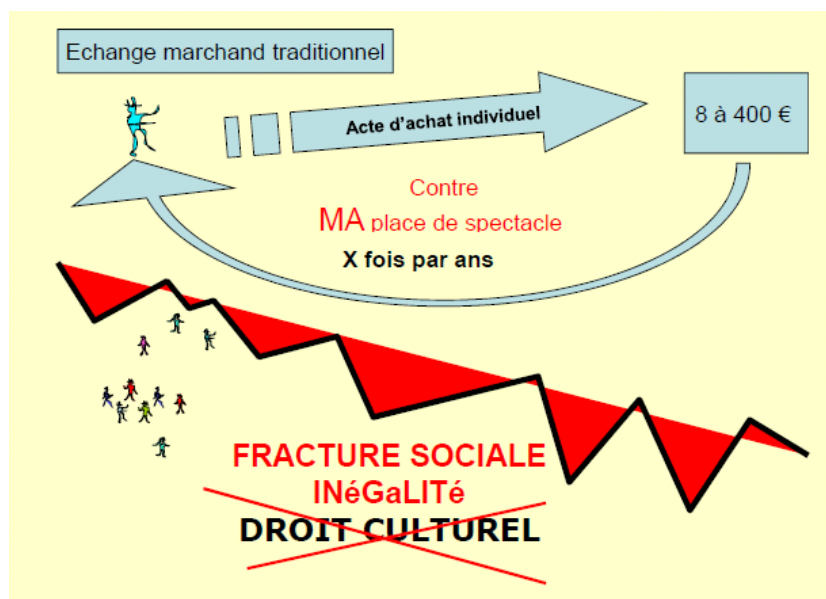 Echange marchand traditionnel
Acte d'achat individuel
8 à 400 €
Contre
MA place de spectacle
X fois par ans
FRACTURE SOCIALE
INéGaLITé
DROIT CULTUREL